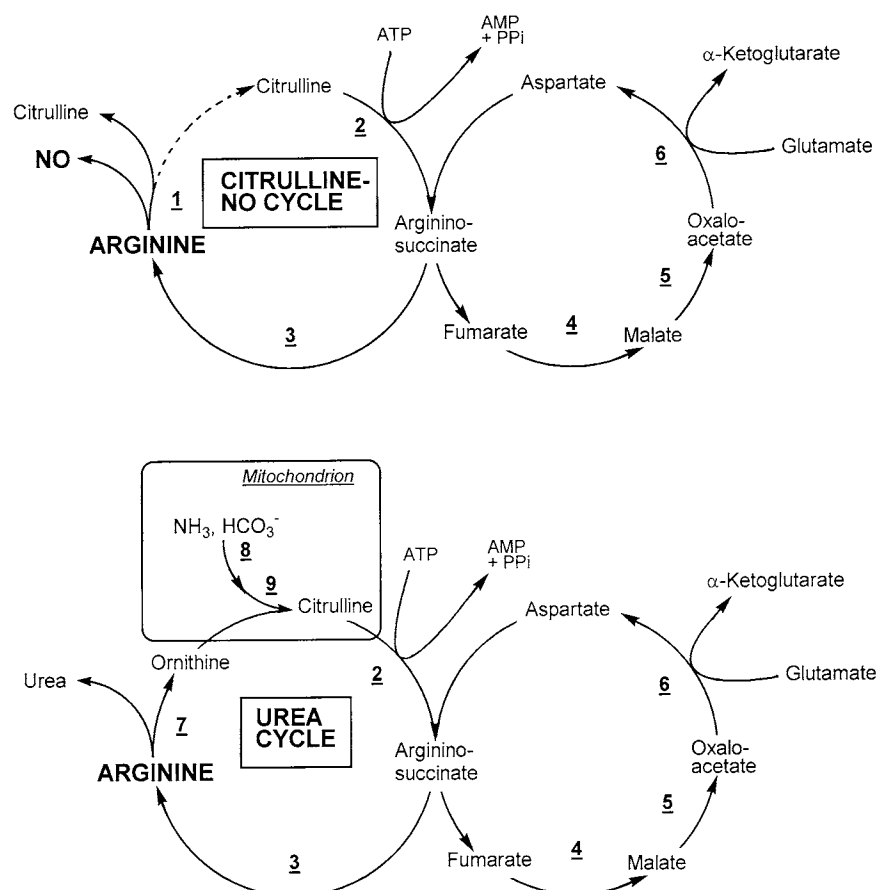 ATP
AMP
+ PPi
α-Ketoglutarate
Citrulline
Aspartate
Citrulline
2
6
Glutamate
NO
CITRULLINE-
NO CYCLE
1
ARGININE
Arginino-
succinate
Oxalo-
acetate
5
3
Fumarate
4
Malate
Mitochondrion
NH3, HCO3-
8
9
ATP
AMP
+ PPi
α-Ketoglutarate
Citrulline
Aspartate
Ornithine
2
6
Glutamate
Urea
7
UREA
CYCLE
ARGININE
Arginino-
succinate
Oxalo-
acetate
5
3
Fumarate
4
Malate